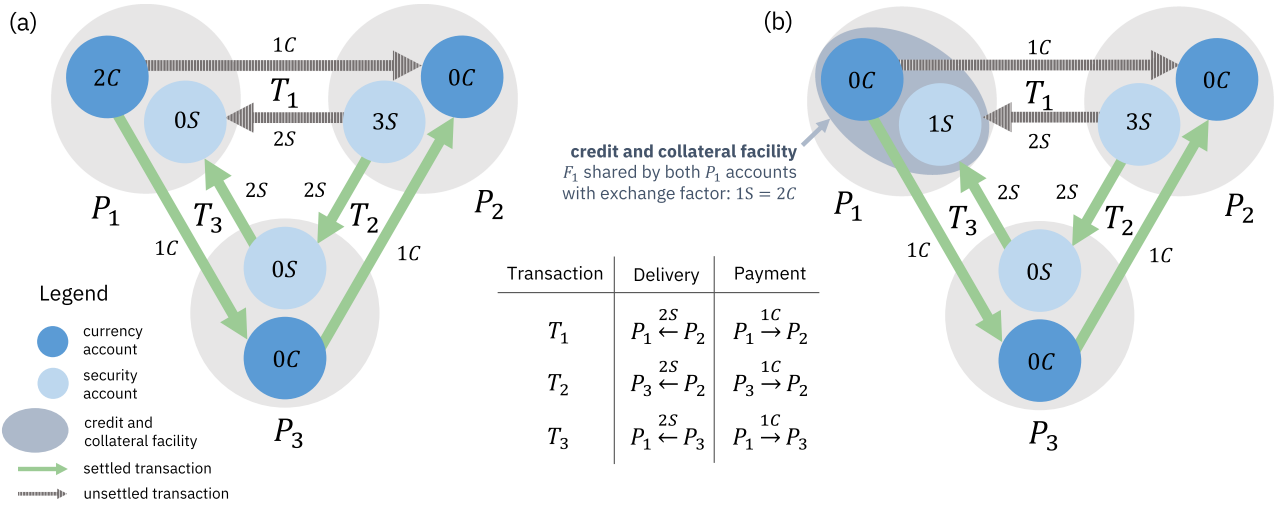 (a)
1C
2C
0C
T₁
0S
3S
2S
P₁
P₂
2S
2S
T₃
T₂
1C
1C
0S
0C
P₃
Legend
currency
account
security
account
credit and
collateral facility
settled transaction
unsettled transaction
(b)
1C
0C
0C
T₁
1S
3S
2S
credit and collateral facility
F₁ shared by both P₁ accounts
with exchange factor: 1S = 2C
P₁
P₂
2S
2S
T₃
T₂
1C
1C
0S
0C
P₃
Transaction Delivery Payment
T₁ P₁ ←2S P₂ P₁ →1C P₂
T₂ P₃ ←2S P₂ P₃ →1C P₂
T₃ P₁ ←2S P₃ P₁ →1C P₃